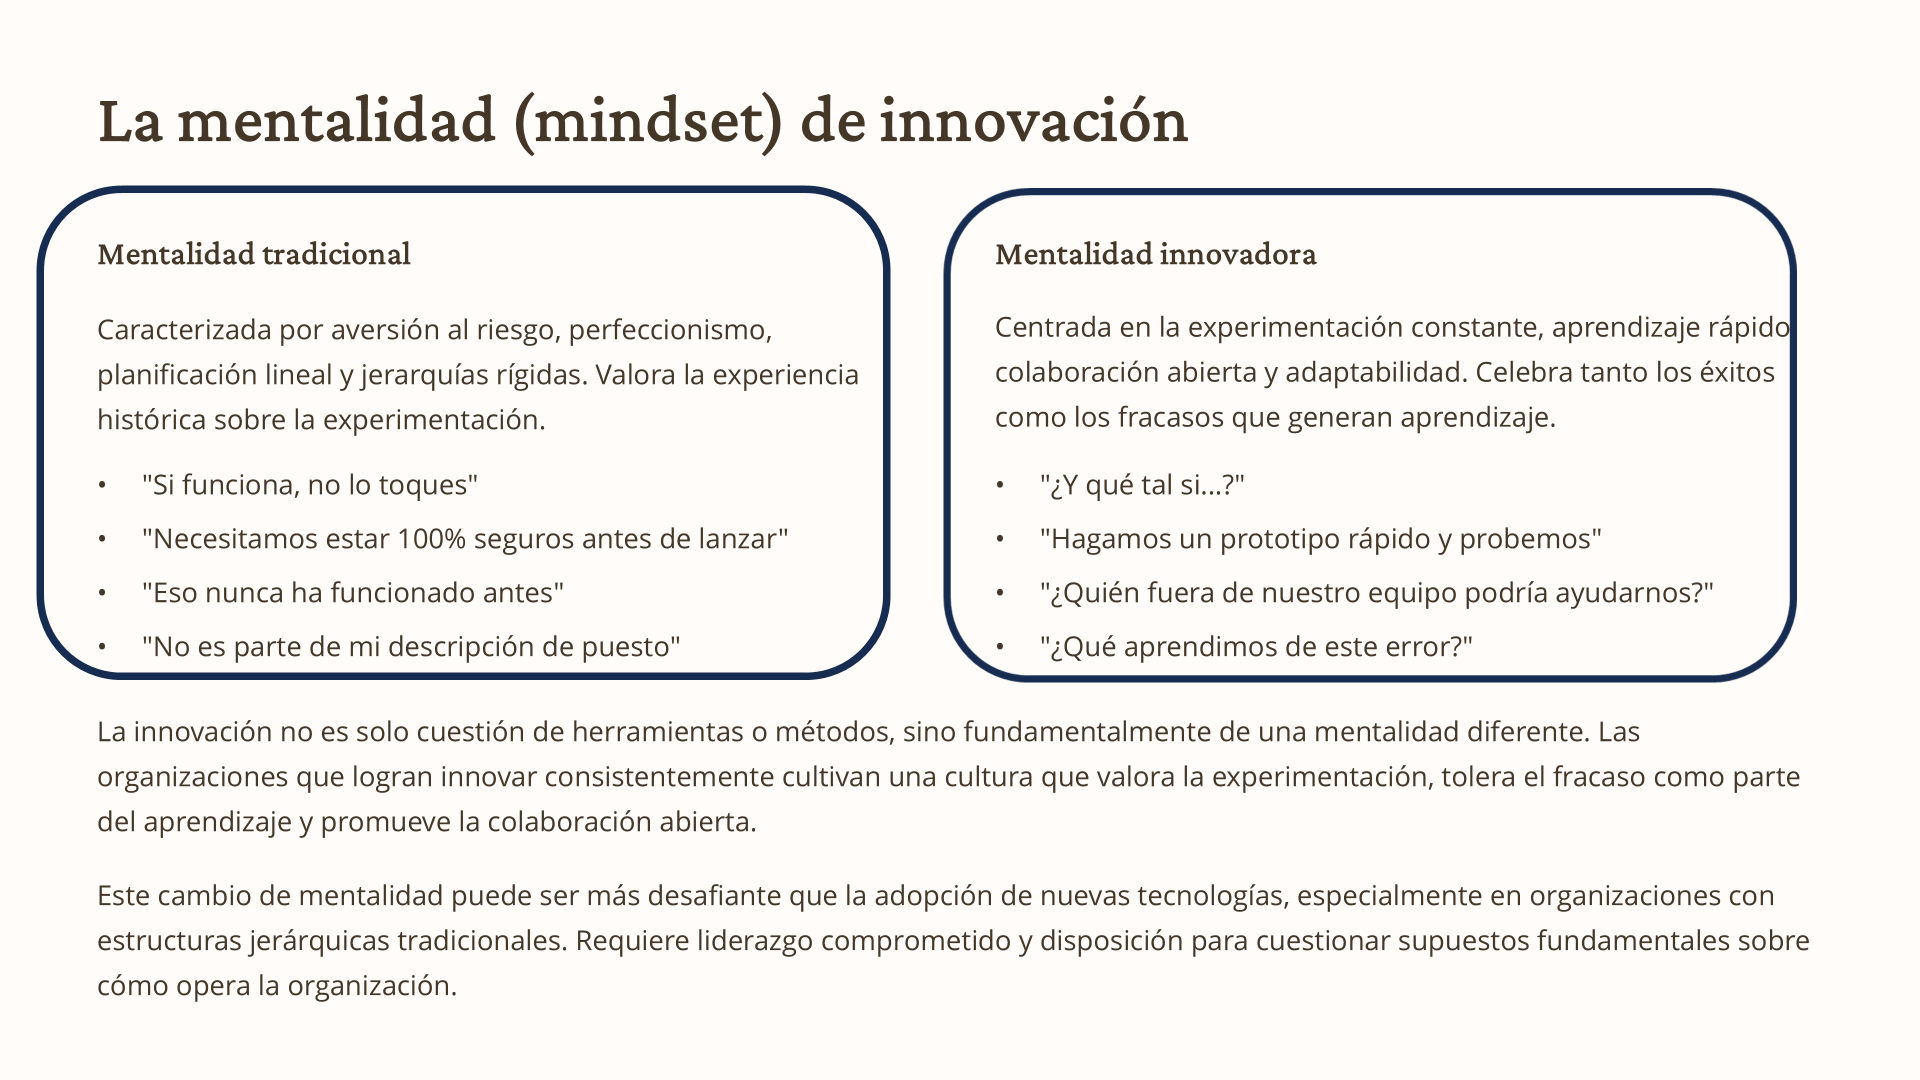 La mentalidad (mindset) de innovación
Mentalidad tradicional
Caracterizada por aversión al riesgo, perfeccionismo,
planificación lineal y jerarquías rígidas. Valora la experiencia
histórica sobre la experimentación.
• "Si funciona, no lo toques"
• "Necesitamos estar 100% seguros antes de lanzar"
• "Eso nunca ha funcionado antes"
• "No es parte de mi descripción de puesto"
Mentalidad innovadora
Centrada en la experimentación constante, aprendizaje rápido
colaboración abierta y adaptabilidad. Celebra tanto los éxitos
como los fracasos que generan aprendizaje.
• "¿Y qué tal si...?"
• "Hagamos un prototipo rápido y probemos"
• "¿Quién fuera de nuestro equipo podría ayudarnos?"
• "¿Qué aprendimos de este error?"
La innovación no es solo cuestión de herramientas o métodos, sino fundamentalmente de una mentalidad diferente. Las
organizaciones que logran innovar consistentemente cultivan una cultura que valora la experimentación, tolera el fracaso como parte
del aprendizaje y promueve la colaboración abierta.
Este cambio de mentalidad puede ser más desafiante que la adopción de nuevas tecnologías, especialmente en organizaciones con
estructuras jerárquicas tradicionales. Requiere liderazgo comprometido y disposición para cuestionar supuestos fundamentales sobre
cómo opera la organización.